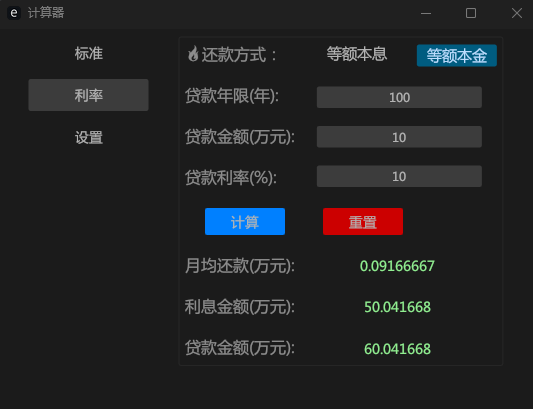 e 计算器
标准
利率
设置
还款方式： 等额本息 等额本金
贷款年限(年): 100
贷款金额(万元): 10
贷款利率(%): 10
计算 重置
月均还款(万元): 0.09166667
利息金额(万元): 50.041668
贷款金额(万元): 60.041668